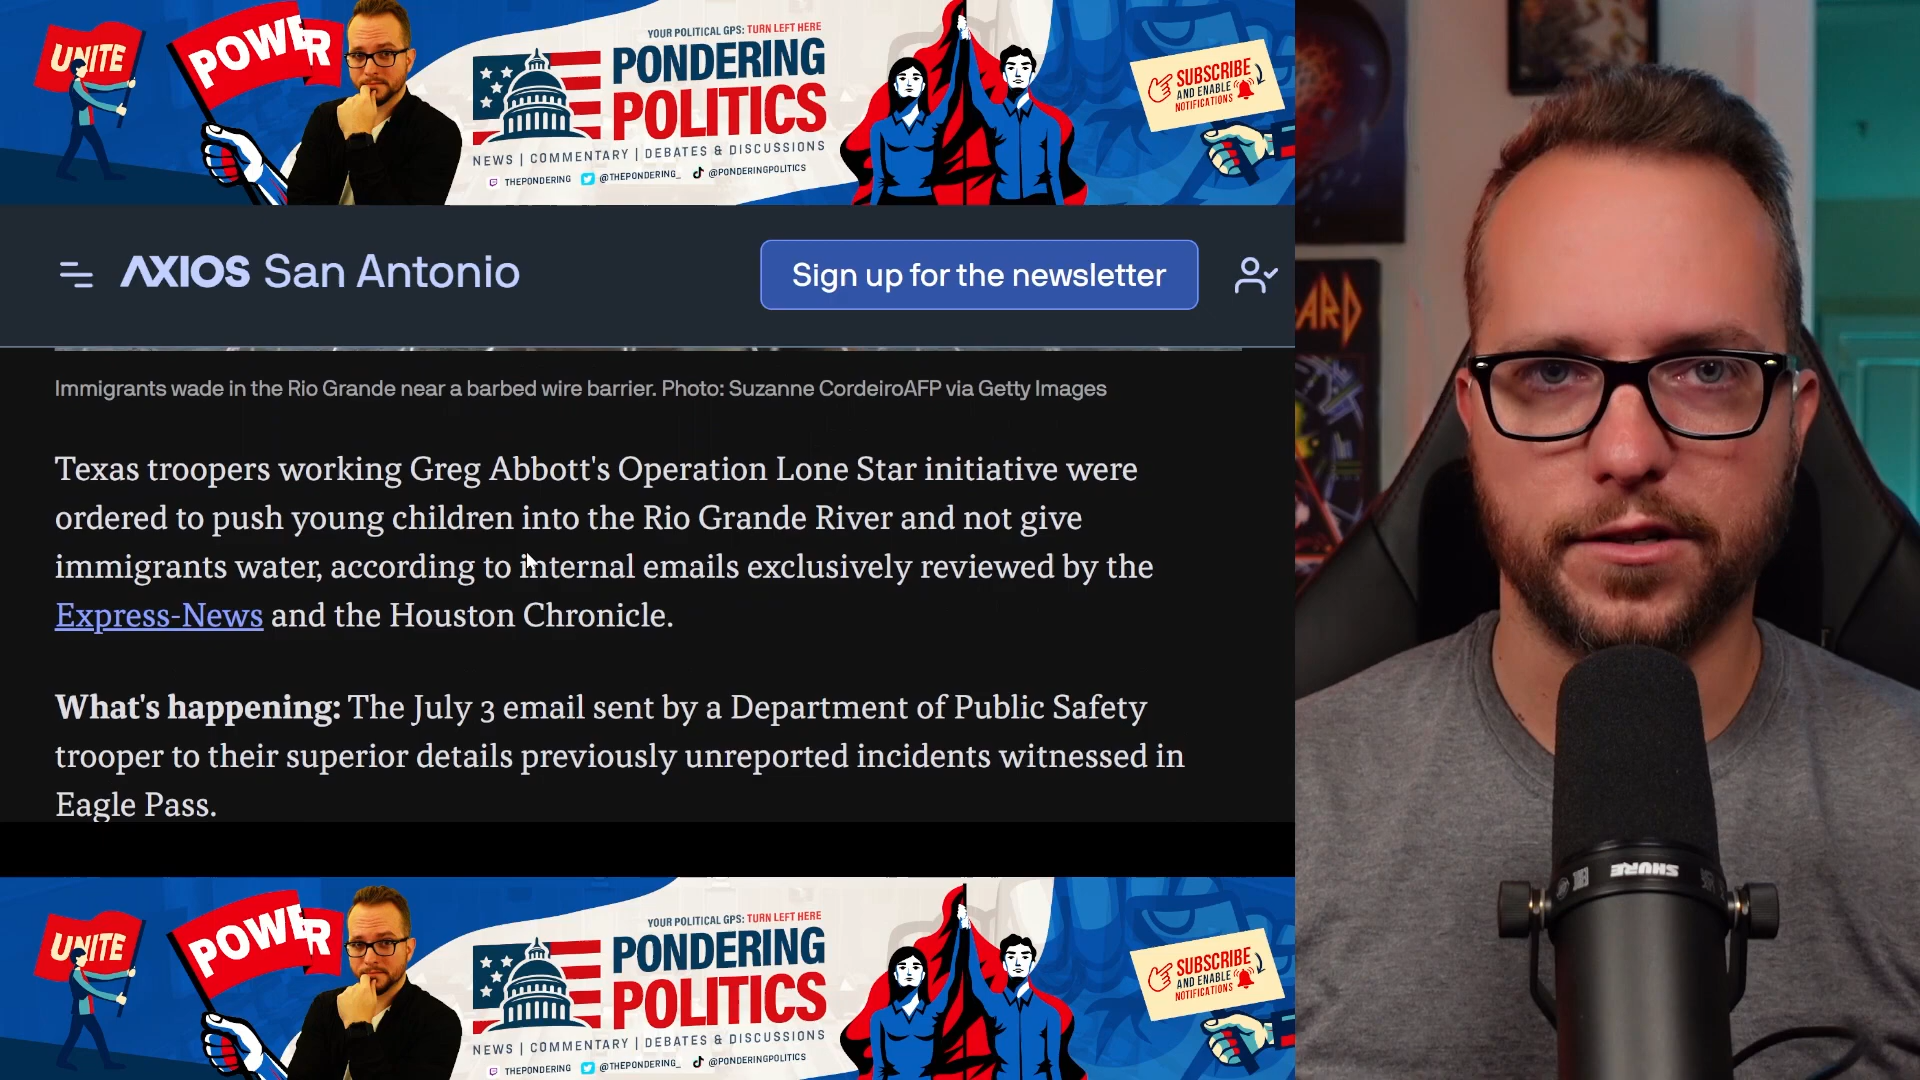 UNITE
POWER
YOUR POLITICAL GPS: TURN LEFT HERE
PONDERING
POLITICS
NEWS | COMMENTARY | DEBATES & DISCUSSIONS
THEPONDERING @THEPONDERING_ @PONDERINGPOLITICS
SUBSCRIBE
AND ENABLE
NOTIFICATIONS
AXIOS San Antonio
Sign up for the newsletter
Immigrants wade in the Rio Grande near a barbed wire barrier. Photo: Suzanne CordeiroAFP via Getty Images
Texas troopers working Greg Abbott's Operation Lone Star initiative were
ordered to push young children into the Rio Grande River and not give
immigrants water, according to internal emails exclusively reviewed by the
Express-News and the Houston Chronicle.
What's happening: The July 3 email sent by a Department of Public Safety
trooper to their superior details previously unreported incidents witnessed in
Eagle Pass.
UNITE
POWER
YOUR POLITICAL GPS: TURN LEFT HERE
PONDERING
POLITICS
NEWS | COMMENTARY | DEBATES & DISCUSSIONS
THEPONDERING @THEPONDERING_ @PONDERINGPOLITICS
SUBSCRIBE
AND ENABLE
NOTIFICATIONS
ARD
SHURE